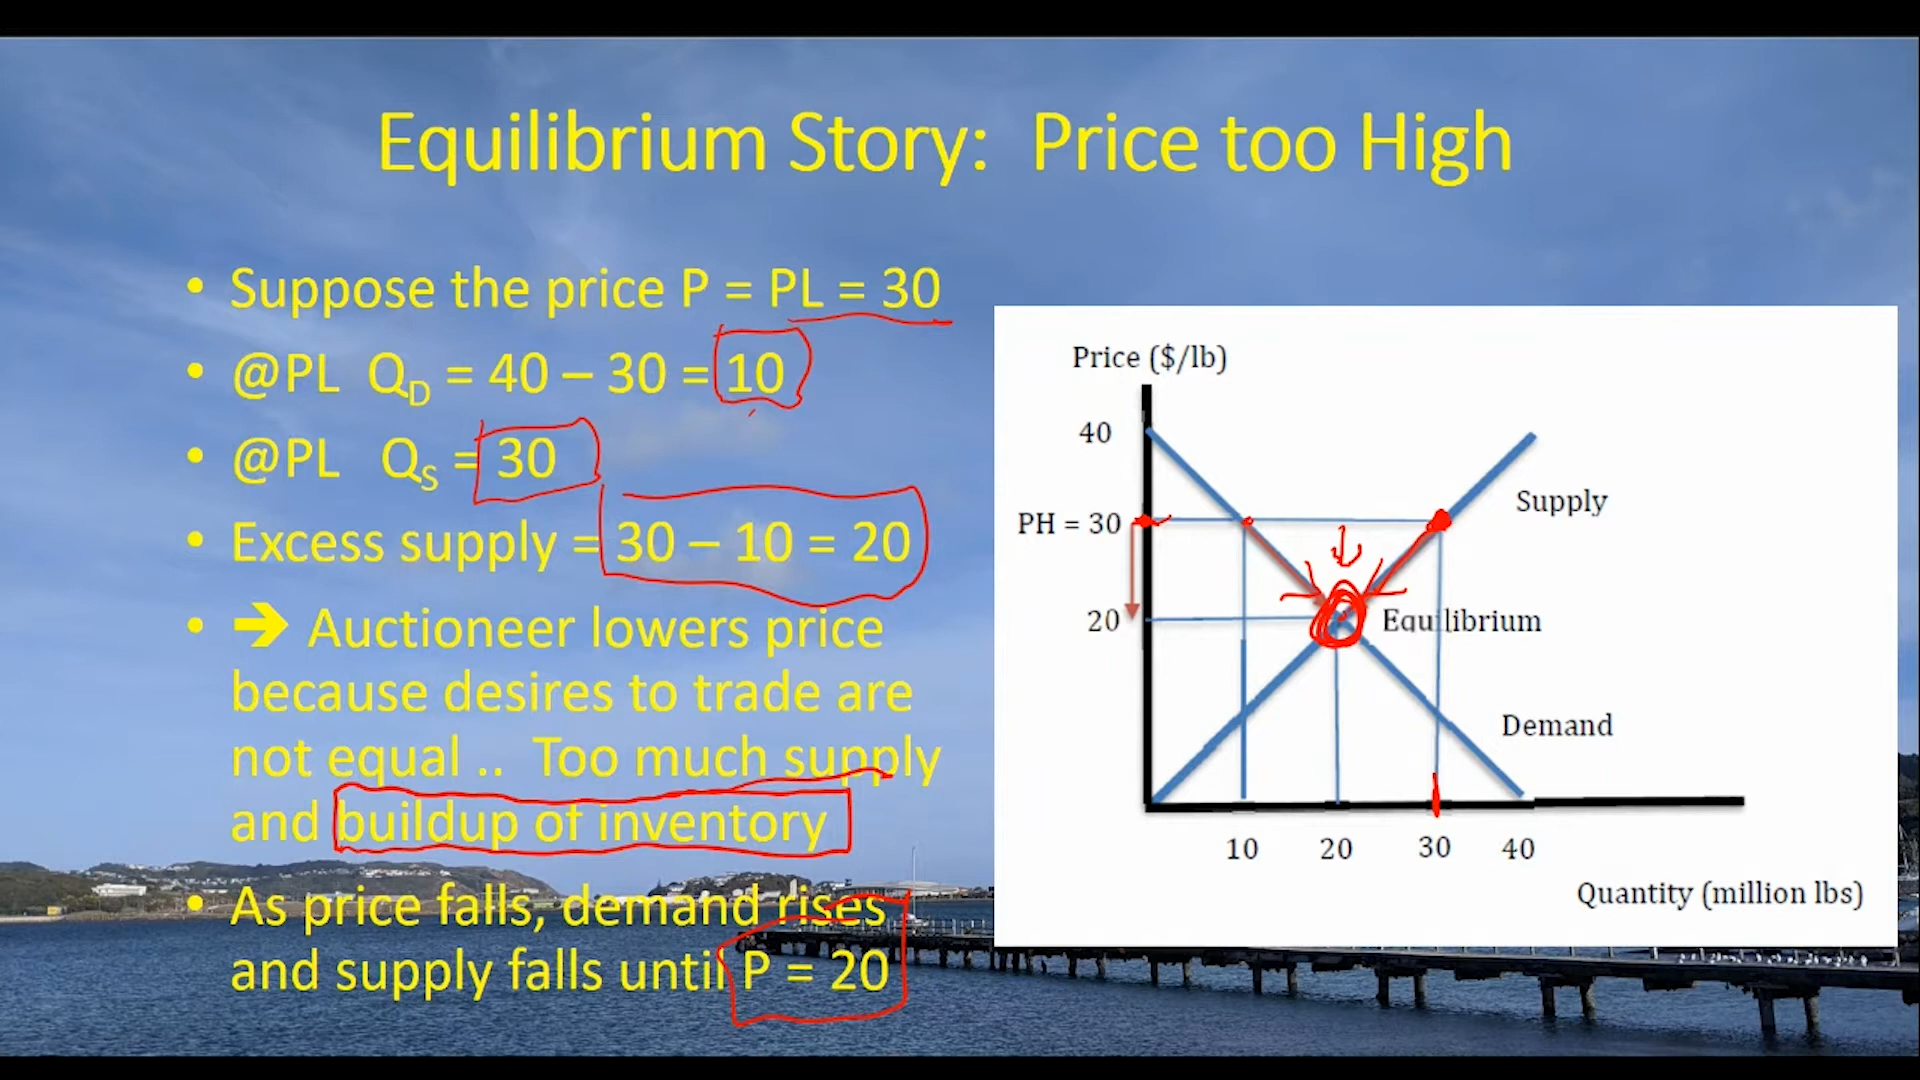 Equilibrium Story: Price too High
• Suppose the price P = PL = 30
• @PL QD = 40 – 30 = 10
• @PL QS = 30
• Excess supply = 30 – 10 = 20
• ➔ Auctioneer lowers price
because desires to trade are
not equal .. Too much supply
and buildup of inventory
• As price falls, demand rises
and supply falls until P = 20
Price ($/lb)
40
Supply
PH = 30
20
Equilibrium
Demand
10 20 30 40
Quantity (million lbs)